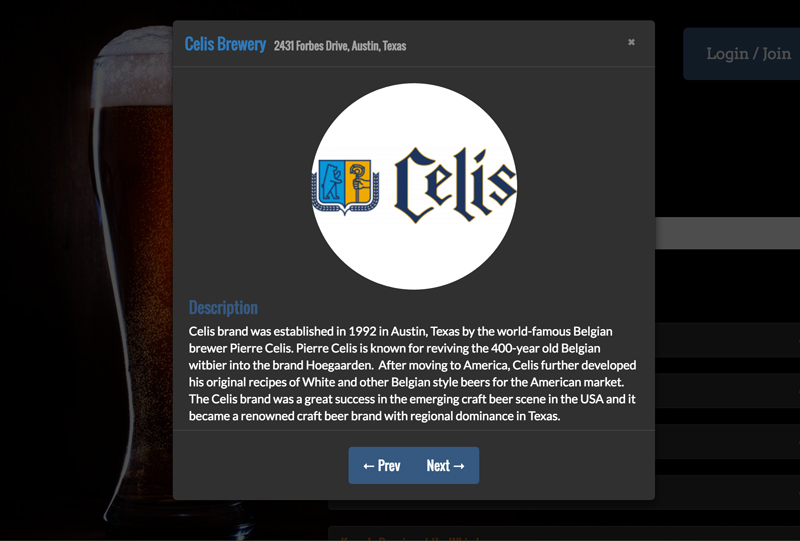 Celis Brewery 2431 Forbes Drive, Austin, Texas
×
Login / Join
Celis
Description
Celis brand was established in 1992 in Austin, Texas by the world-famous Belgian
brewer Pierre Celis. Pierre Celis is known for reviving the 400-year old Belgian
witbier into the brand Hoegaarden. After moving to America, Celis further developed
his original recipes of White and other Belgian style beers for the American market.
The Celis brand was a great success in the emerging craft beer scene in the USA and it
became a renowned craft beer brand with regional dominance in Texas.
← Prev Next →